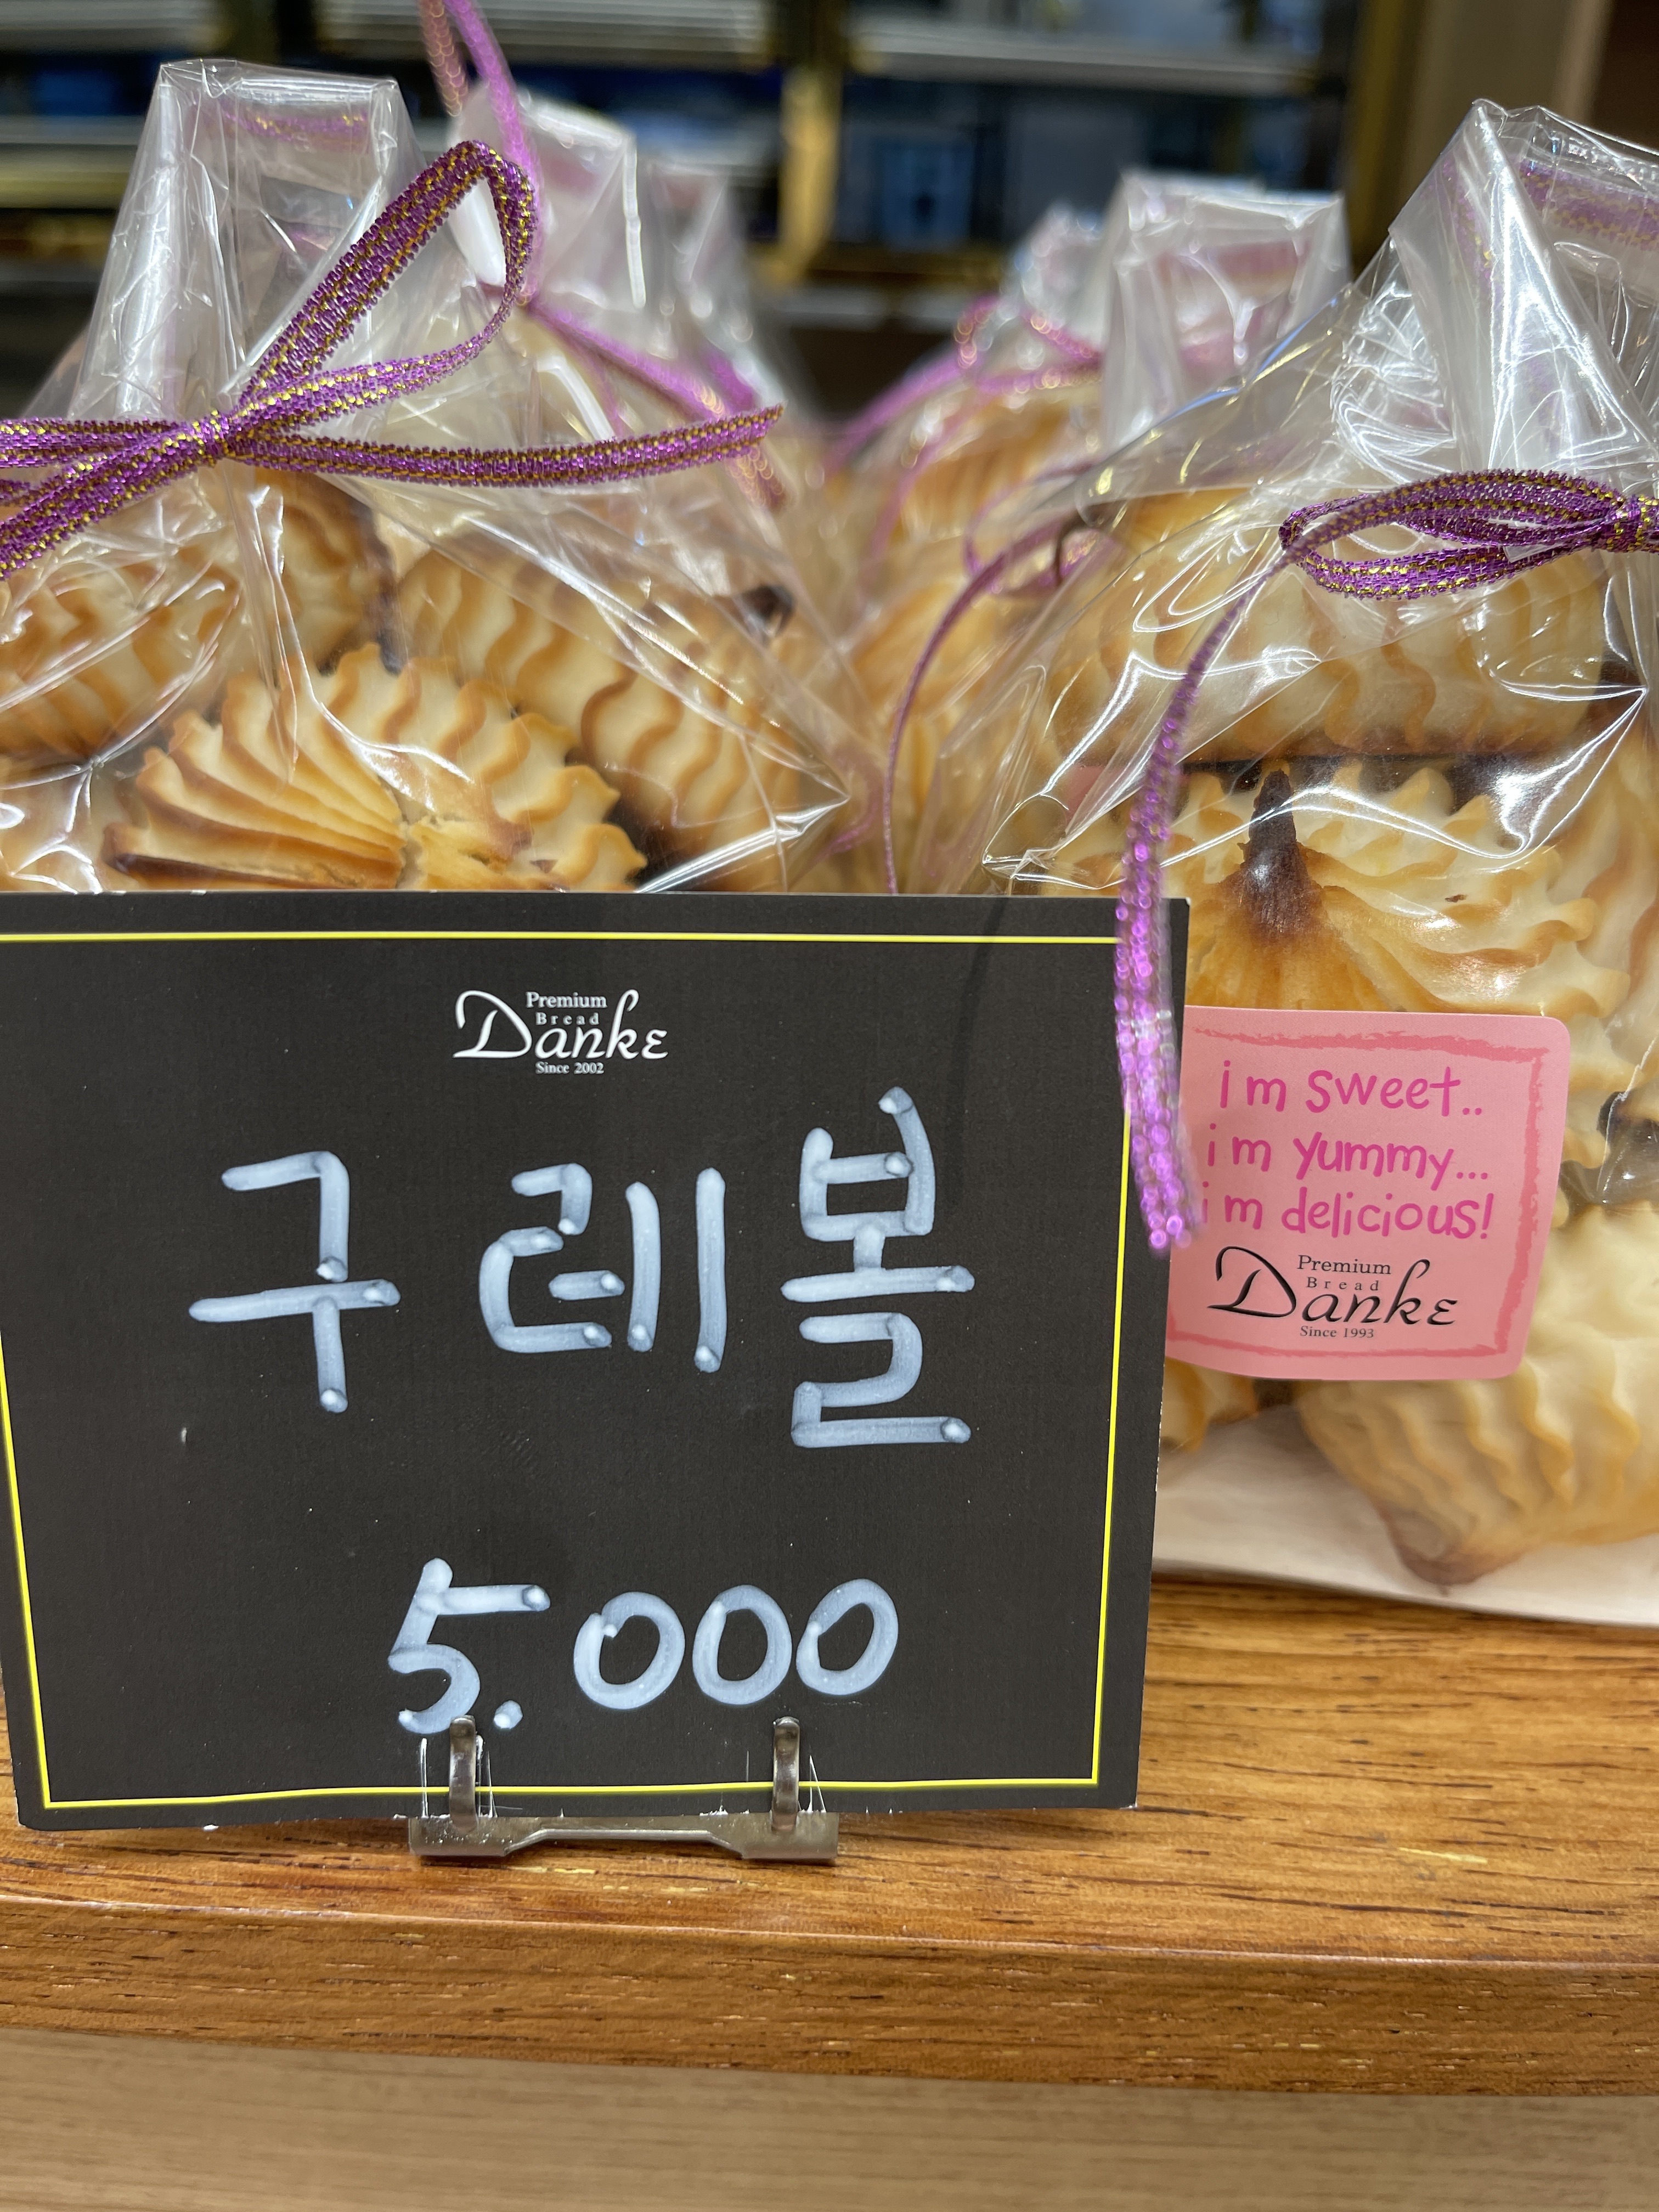 Premium
Bread
Danke
Since 2002
구레볼
5.000
i m sweet..
i m yummy...
i m delicious!
Premium
Bread
Danke
Since 1993